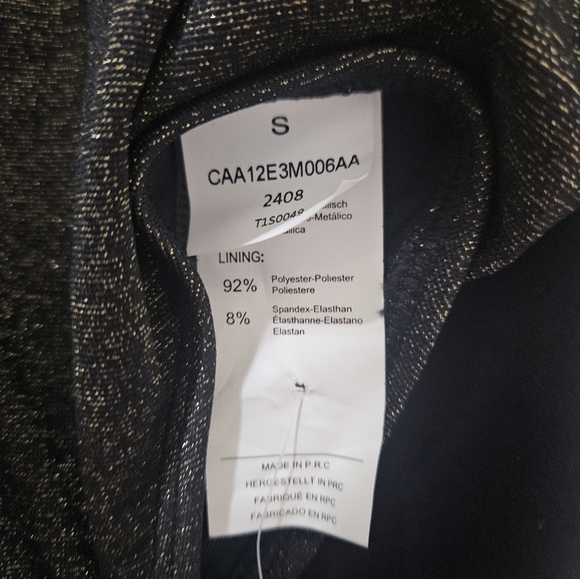 S
CAA12E3M006AA
2408
T1S0049
-Metálico
LINING:
92% Polyester-Poliester
Poliestere
8% Spandex-Elasthan
Élasthanne-Elastano
Elastan
MADE IN P.R.C
HERGESTELLT IN PRC
FABRIQUÉ EN RPC
FABRICADO EN RPC